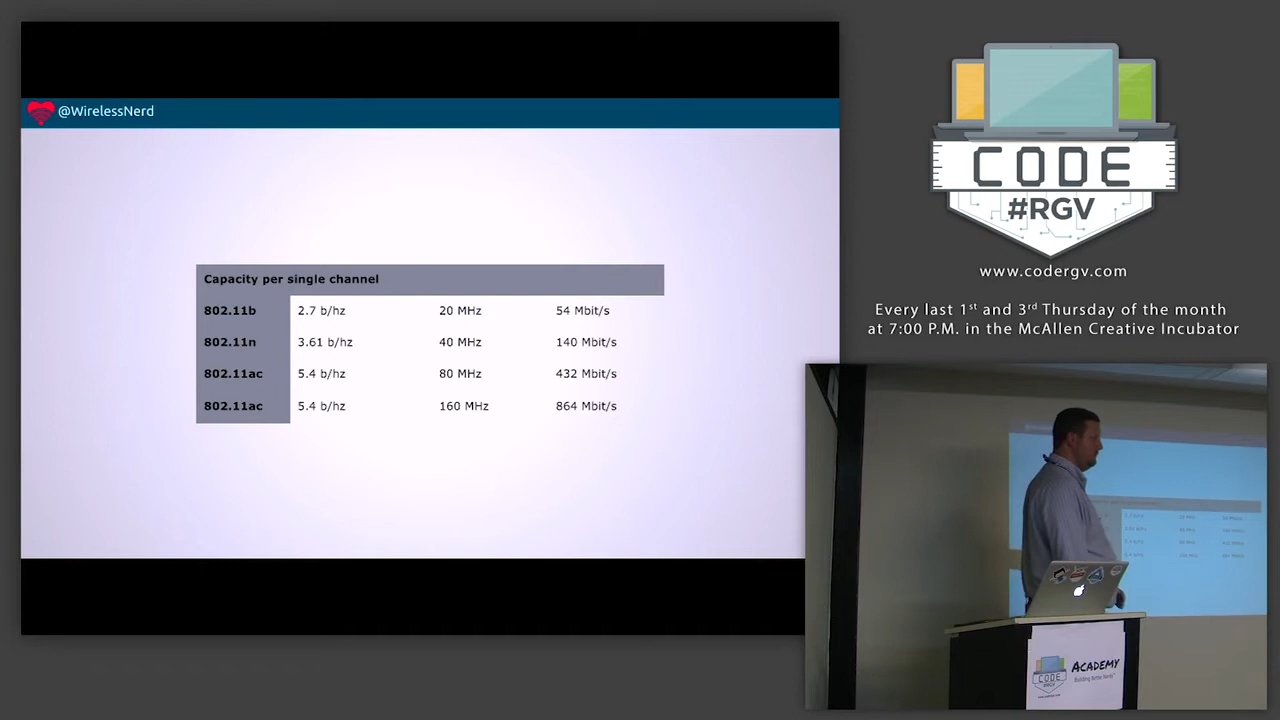 @WirelessNerd
Capacity per single channel
802.11b 2.7 b/hz 20 MHz 54 Mbit/s
802.11n 3.61 b/hz 40 MHz 140 Mbit/s
802.11ac 5.4 b/hz 80 MHz 432 Mbit/s
802.11ac 5.4 b/hz 160 MHz 864 Mbit/s
CODE
#RGV
www.codergv.com
Every last 1st and 3rd Thursday of the month
at 7:00 P.M. in the McAllen Creative Incubator
CODE
#RGV
ACADEMY
Building Better Nerds